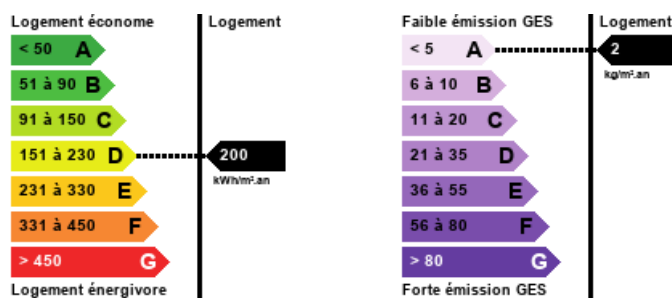 Logement économe
Logement
< 50 A
51 à 90 B
91 à 150 C
151 à 230 D
200
kWh/m².an
231 à 330 E
331 à 450 F
> 450 G
Logement énergivore
Faible émission GES
Logement
< 5 A
2
kg/m².an
6 à 10 B
11 à 20 C
21 à 35 D
36 à 55 E
56 à 80 F
> 80 G
Forte émission GES